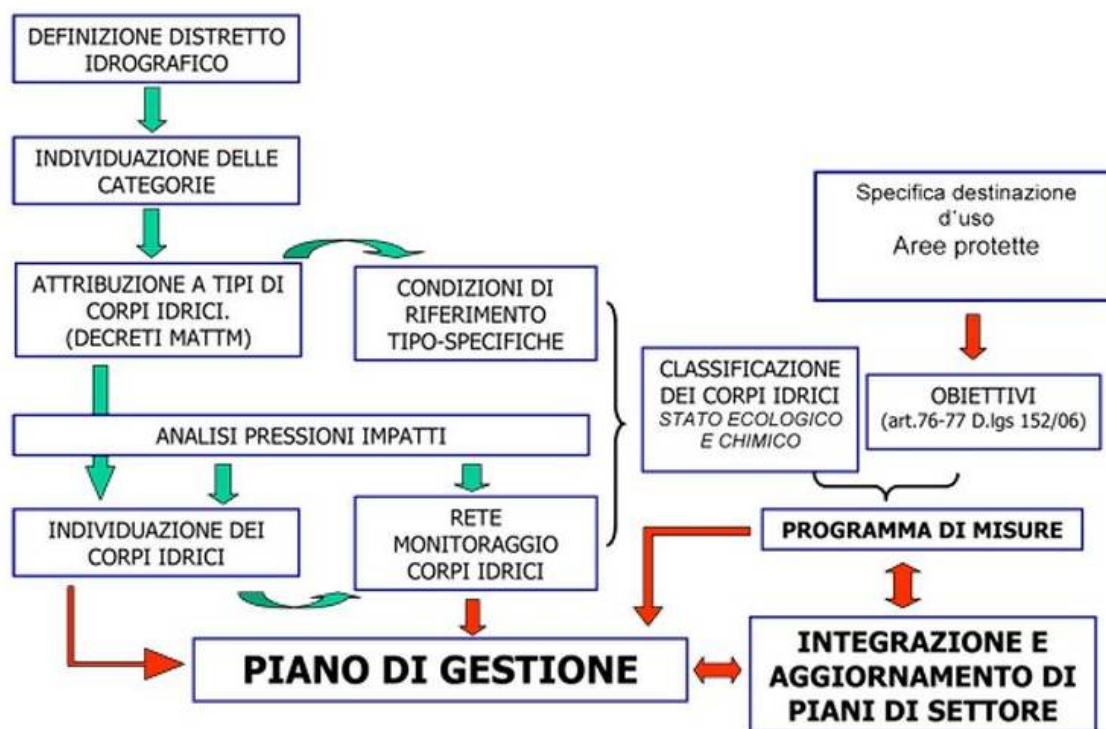 DEFINIZIONE DISTRETTO
IDROGRAFICO
INDIVIDUAZIONE DELLE
CATEGORIE
Specifica destinazione
d'uso
Aree protette
ATTRIBUZIONE A TIPI DI
CORPI IDRICI.
(DECRETI MATTM)
CONDIZIONI DI
RIFERIMENTO
TIPO-SPECIFICHE
CLASSIFICAZIONE
DEI CORPI IDRICI
STATO ECOLOGICO
E CHIMICO
OBIETTIVI
(art.76-77 D.lgs 152/06)
ANALISI PRESSIONI IMPATTI
INDIVIDUAZIONE DEI
CORPI IDRICI
RETE
MONITORAGGIO
CORPI IDRICI
PROGRAMMA DI MISURE
PIANO DI GESTIONE
INTEGRAZIONE E
AGGIORNAMENTO DI
PIANI DI SETTORE